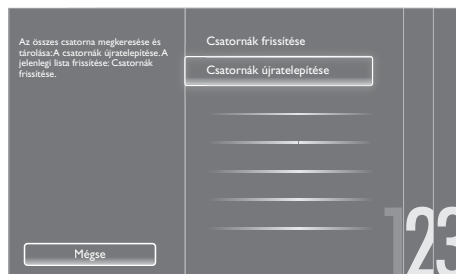 Az összes csatorna megkeresése és
tárolása: A csatornák újratelepítése. A
jelenlegi lista frissítése: Csatornák
frissítése.
Csatornák frissítése
Csatornák újratelepítése
Mégse
123